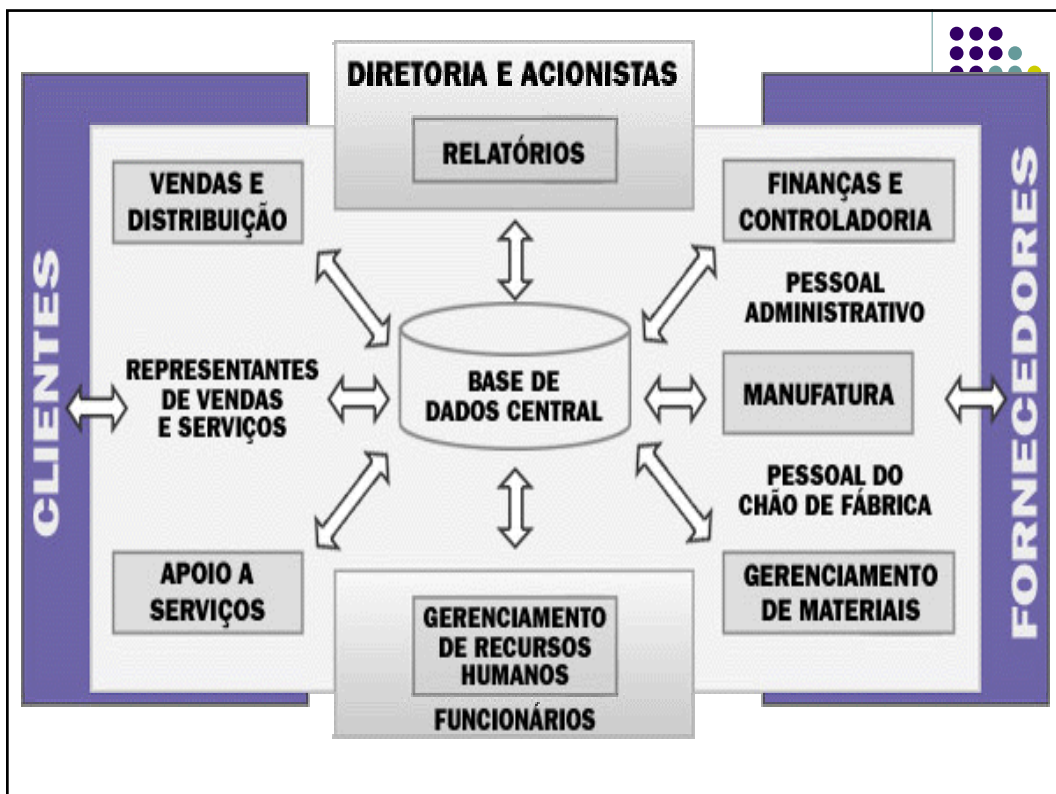 DIRETORIA E ACIONISTAS
RELATÓRIOS
CLIENTES
VENDAS E
DISTRIBUIÇÃO
REPRESENTANTES
DE VENDAS
E SERVIÇOS
APOIO A
SERVIÇOS
BASE DE
DADOS CENTRAL
GERENCIAMENTO
DE RECURSOS
HUMANOS
FUNCIONÁRIOS
FINANÇAS E
CONTROLADORIA
PESSOAL
ADMINISTRATIVO
MANUFATURA
PESSOAL DO
CHÃO DE FÁBRICA
GERENCIAMENTO
DE MATERIAIS
FORNECEDORES